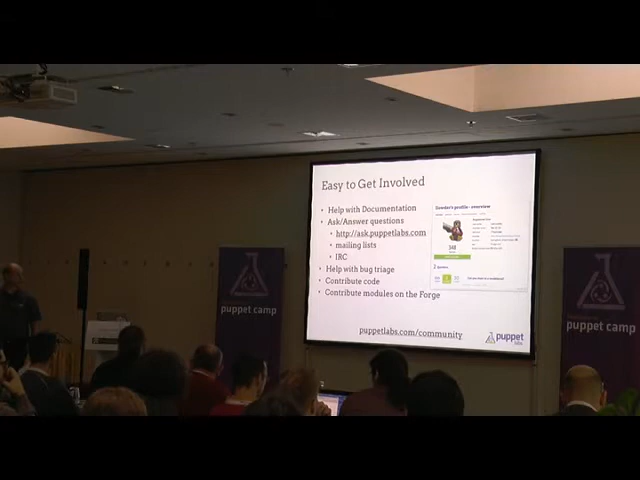 Easy to Get Involved
• Help with Documentation
• Ask/Answer questions
• http://ask.puppetlabs.com
• mailing lists
• IRC
• Help with bug triage
• Contribute code
• Contribute modules on the Forge
puppetlabs.com/community
puppet
labs
348
puppet camp
puppet camp